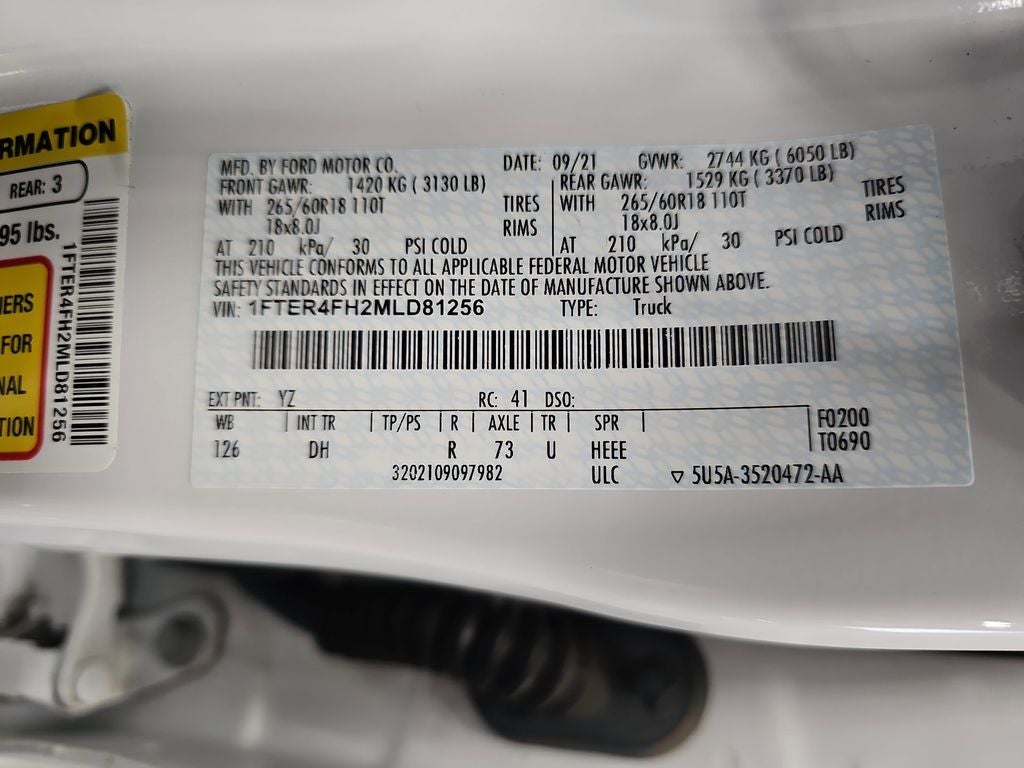 RMATION
REAR: 3
95 lbs.
1FTER4FH2MLD81256
NERS
FOR
NAL
TION
MFD. BY FORD MOTOR CO. DATE: 09/21 GVWR: 2744 KG ( 6050 LB)
FRONT GAWR: 1420 KG ( 3130 LB) REAR GAWR: 1529 KG ( 3370 LB)
WITH 265/60R18 110T TIRES WITH 265/60R18 110T TIRES
18x8.0J RIMS 18x8.0J RIMS
AT 210 kPa/ 30 PSI COLD AT 210 kPa/ 30 PSI COLD
THIS VEHICLE CONFORMS TO ALL APPLICABLE FEDERAL MOTOR VEHICLE
SAFETY STANDARDS IN EFFECT ON THE DATE OF MANUFACTURE SHOWN ABOVE.
VIN: 1FTER4FH2MLD81256 TYPE: Truck
EXT PNT: YZ RC: 41 DSO:
WB INT TR TP/PS R AXLE TR SPR F0200
126 DH R 73 U HEEE T0690
3202109097982 ULC ▽ 5U5A-3520472-AA